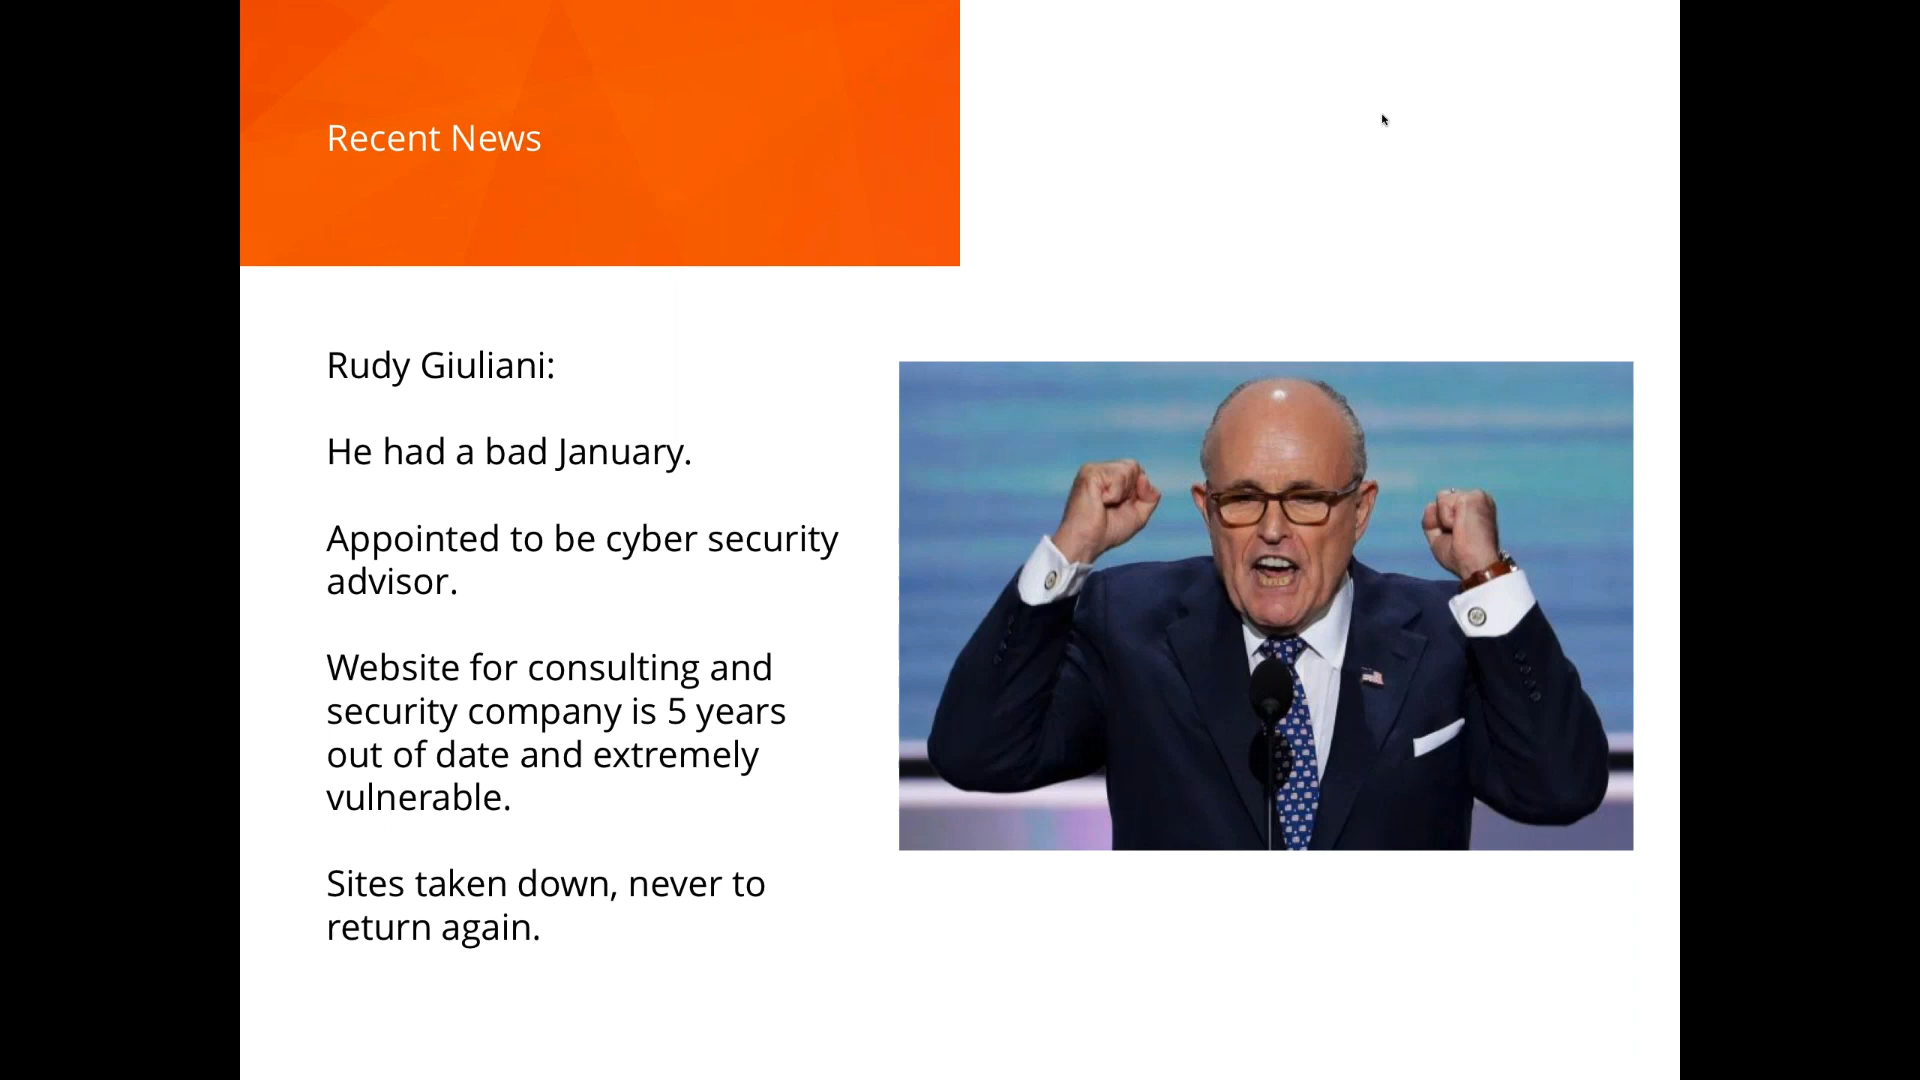 Recent News
Rudy Giuliani:
He had a bad January.
Appointed to be cyber security
advisor.
Website for consulting and
security company is 5 years
out of date and extremely
vulnerable.
Sites taken down, never to
return again.